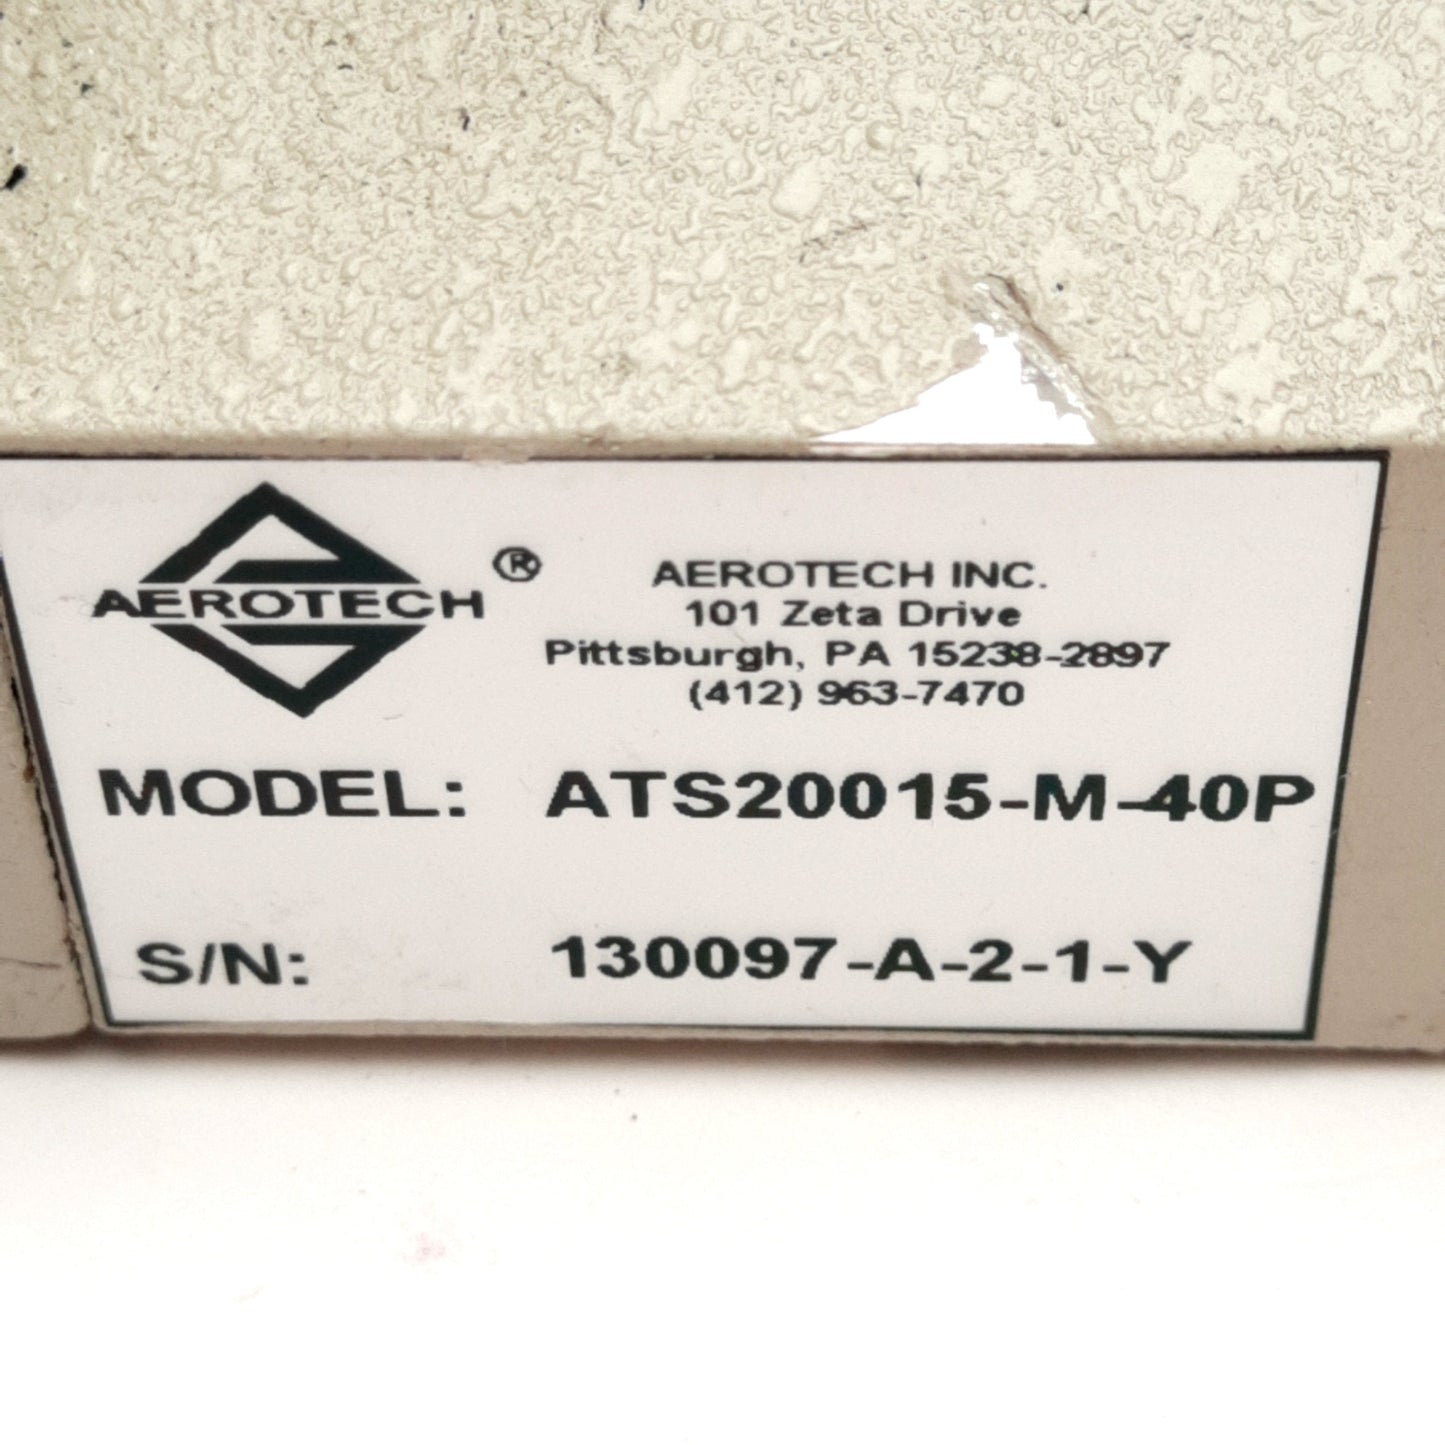 AEROTECH ®
AEROTECH INC.
101 Zeta Drive
Pittsburgh, PA 15238-2897
(412) 963-7470
MODEL: ATS20015-M-40P
S/N: 130097-A-2-1-Y